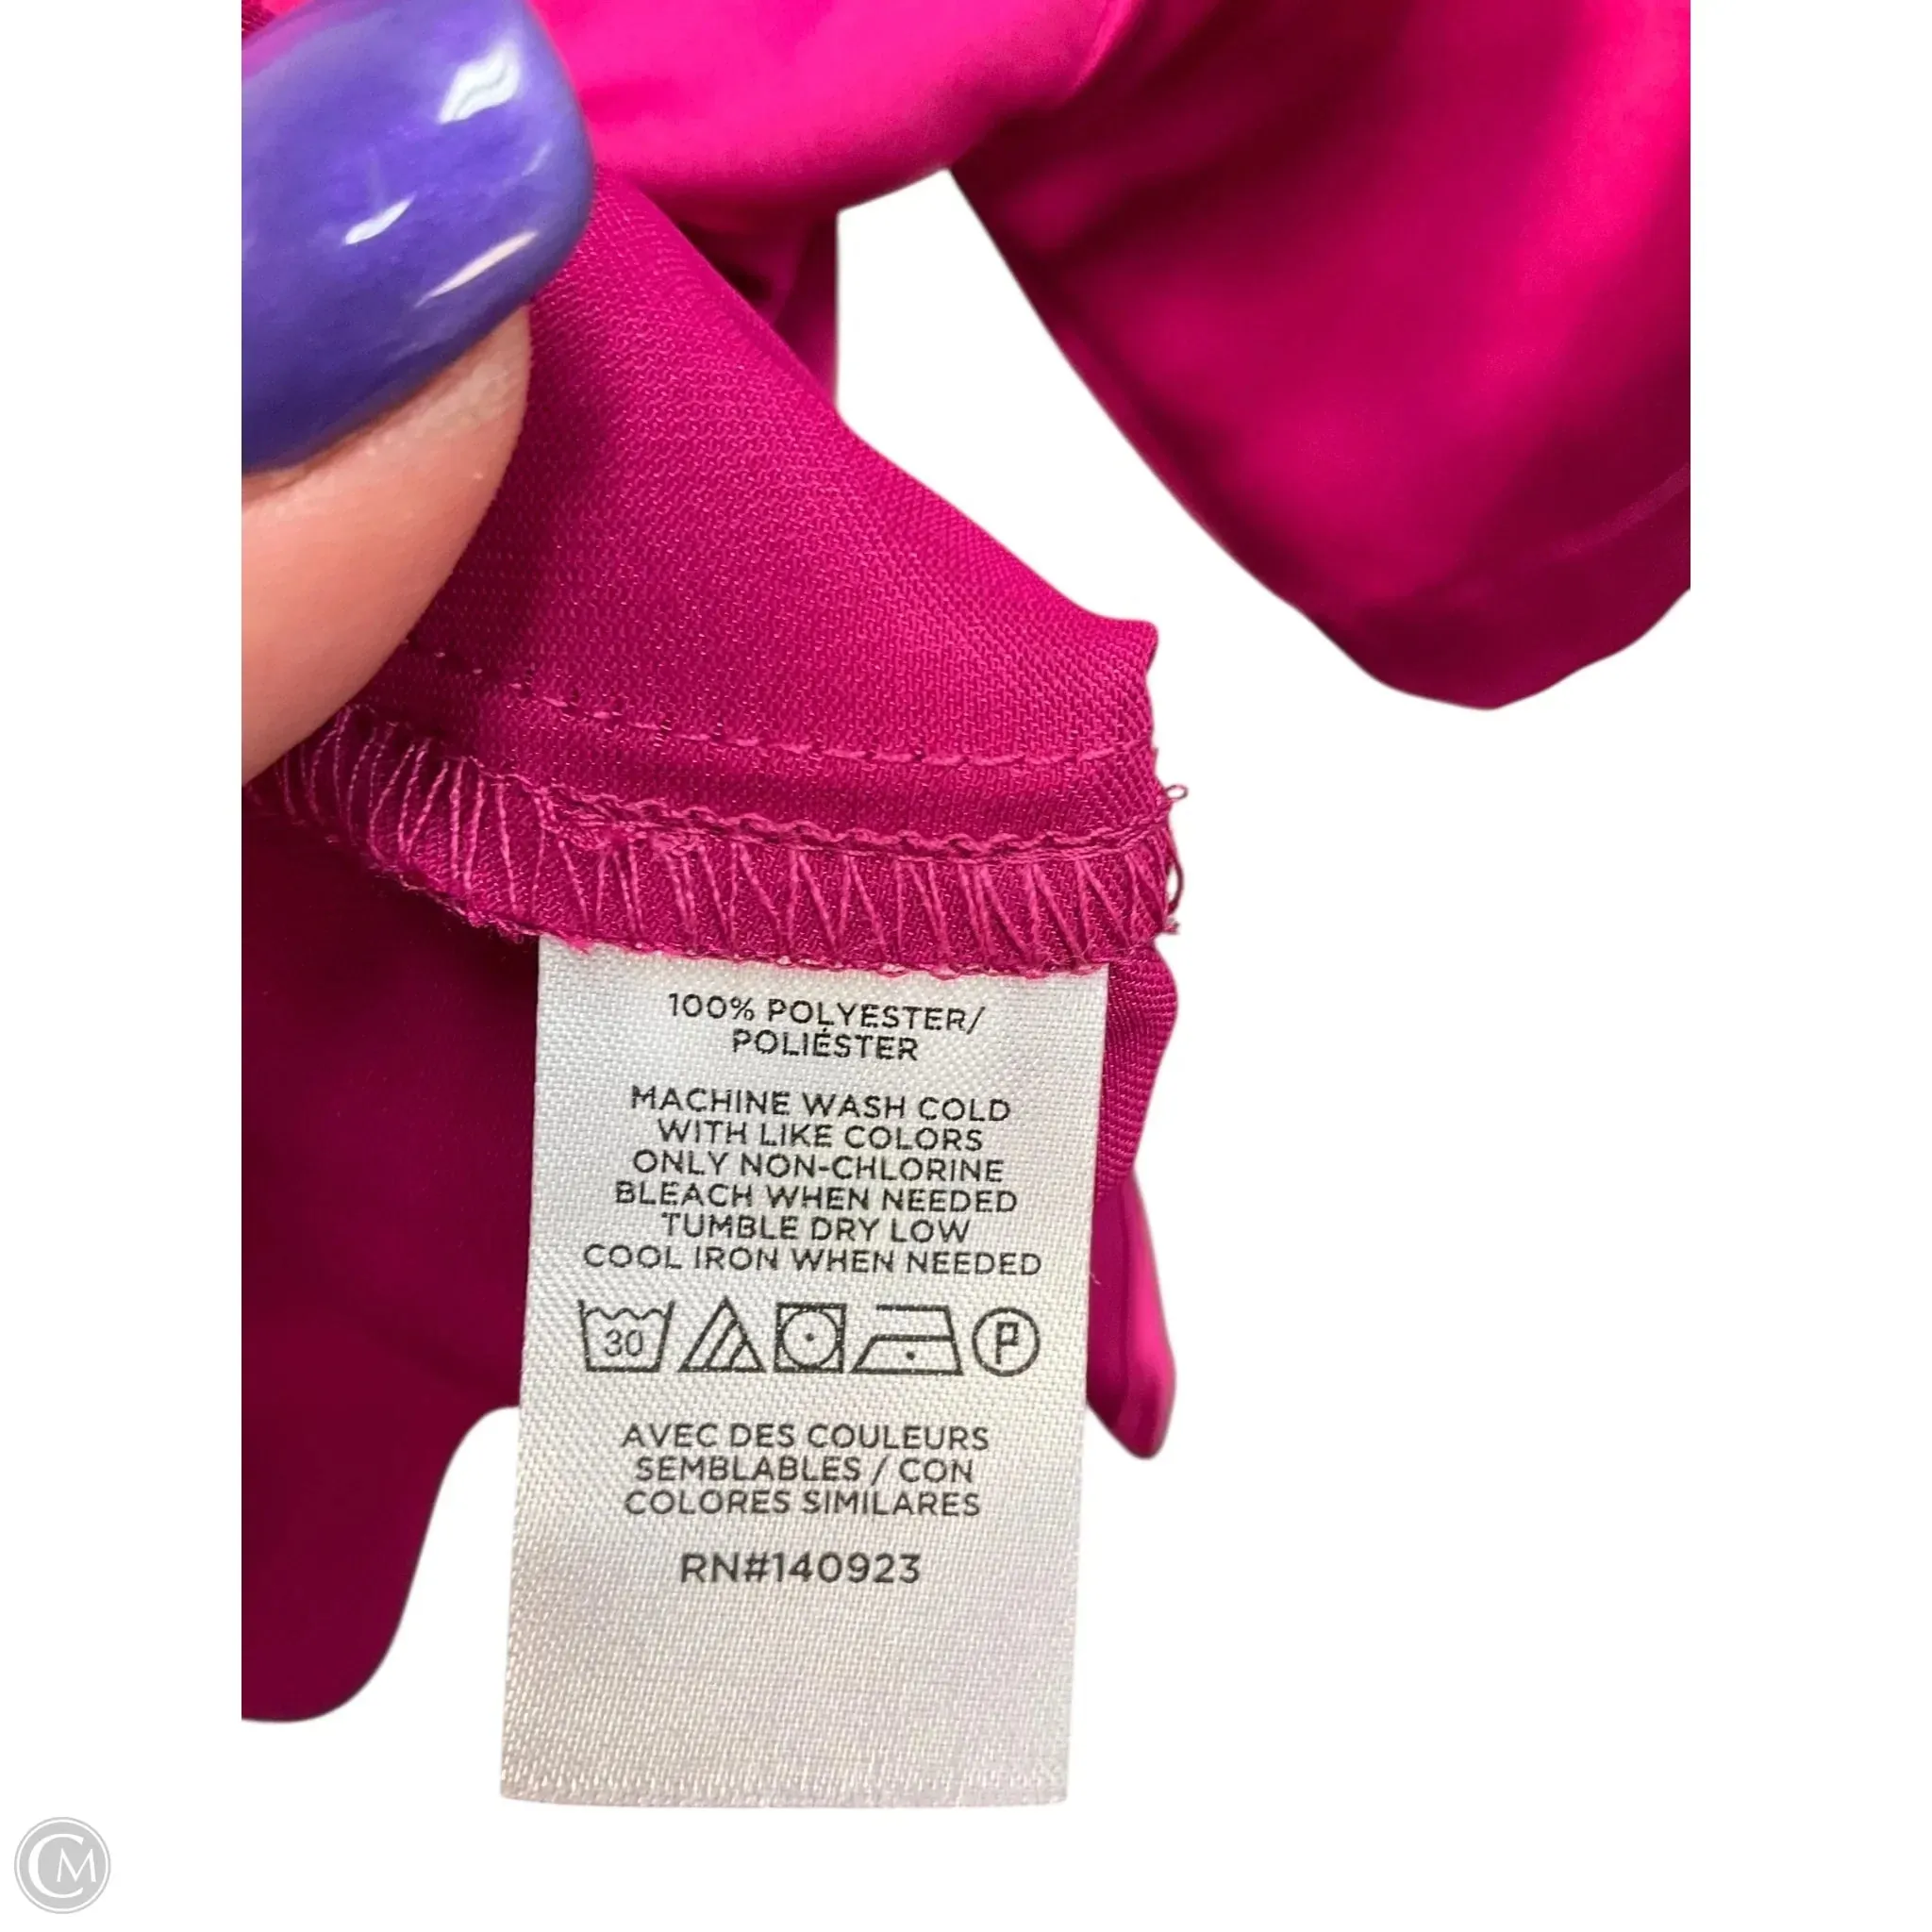 100% POLYESTER/
POLIÉSTER
MACHINE WASH COLD
WITH LIKE COLORS
ONLY NON-CHLORINE
BLEACH WHEN NEEDED
TUMBLE DRY LOW
COOL IRON WHEN NEEDED
30 P
AVEC DES COULEURS
SEMBLABLES / CON
COLORES SIMILARES
RN#140923
CM